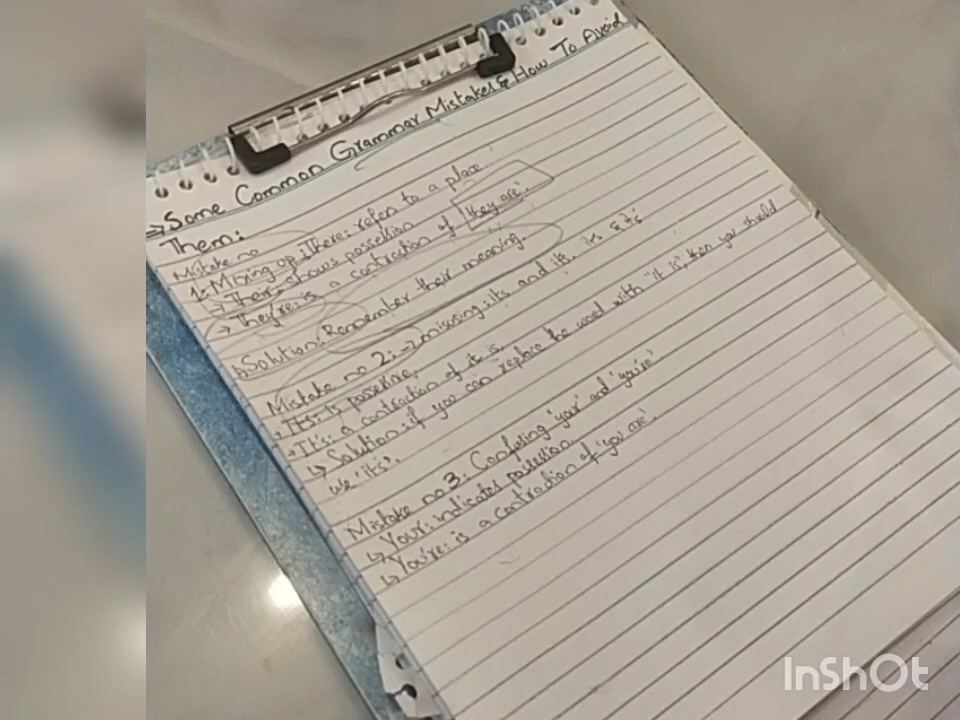 → Some Common Grammar Mistakes & How To Avoid
Them:
Mistake no
1: Mixing up: There: refers to a place.
→ Their: shows possession
→ They're: is a contraction of 'they are'.
↳ Solution: Remember their meaning.
Mistake no 2: → misusing: its and it's. its & it's
. Its: is possessive.
. It's: a contraction of it is.
↳ Solution: if you can replace the word with "it is", then you should
use: 'it's'.
Mistake no 3: Confusing 'your' and 'you're'.
↳ Your: indicates possession.
↳ You're: is a contraction of 'you are'.
InShOt